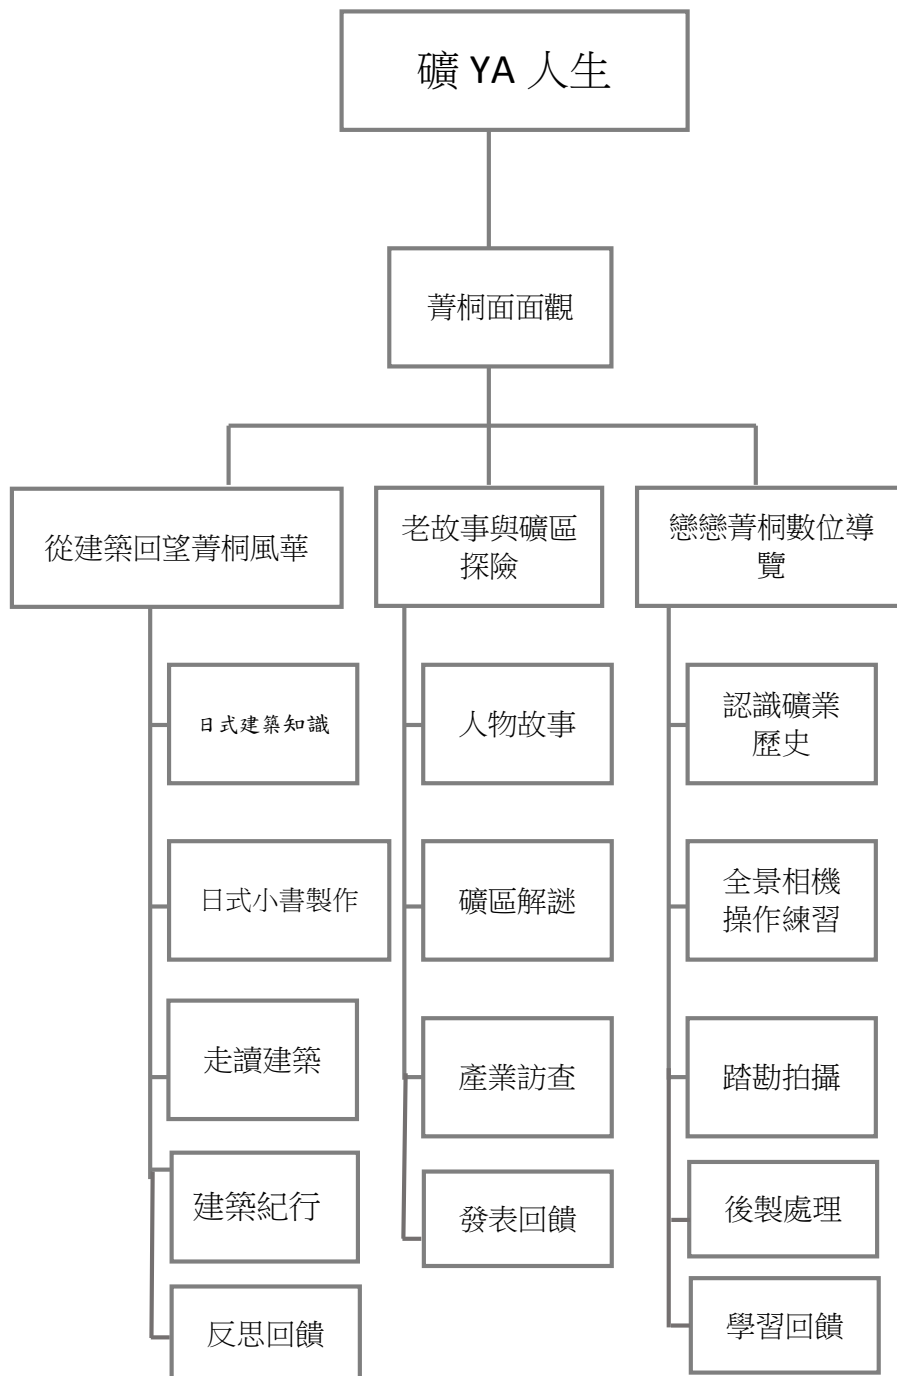 礦 YA 人生
菁桐面面觀
從建築回望菁桐風華
日式建築知識
日式小書製作
走讀建築
建築紀行
反思回饋
老故事與礦區
探險
人物故事
礦區解謎
產業訪查
發表回饋
戀戀菁桐數位導
覽
認識礦業
歷史
全景相機
操作練習
踏勘拍攝
後製處理
學習回饋